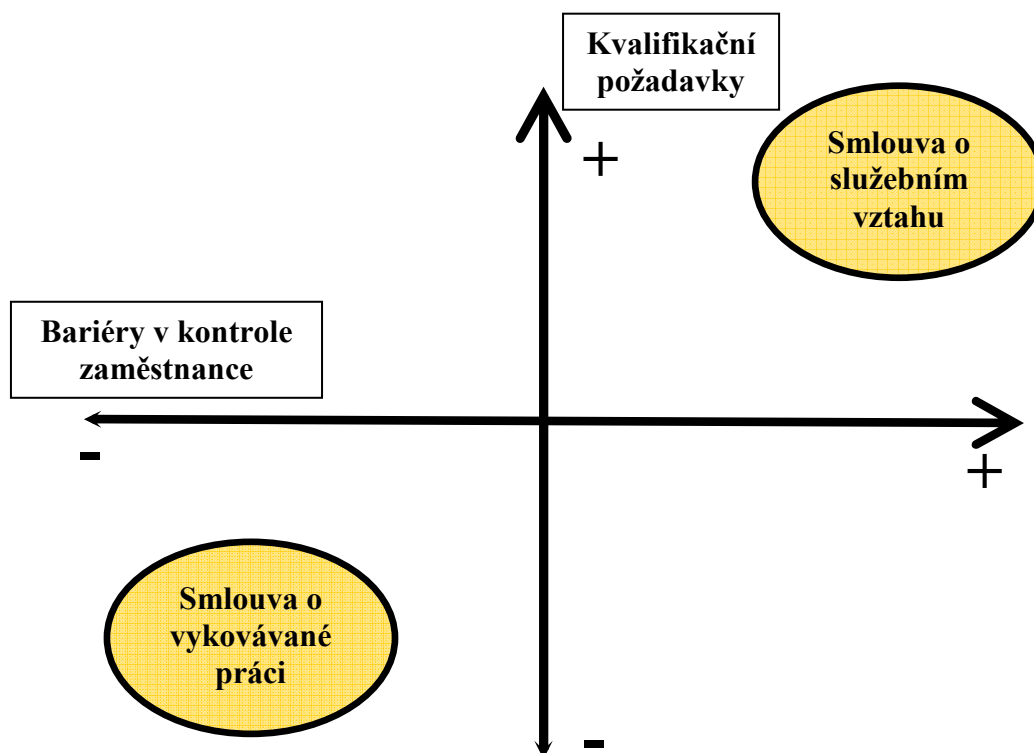 Kvalifikační
požadavky
+
Smlouva o
služebním
vztahu
Bariéry v kontrole
zaměstnance
-
+
Smlouva o
vykovávané
práci
-